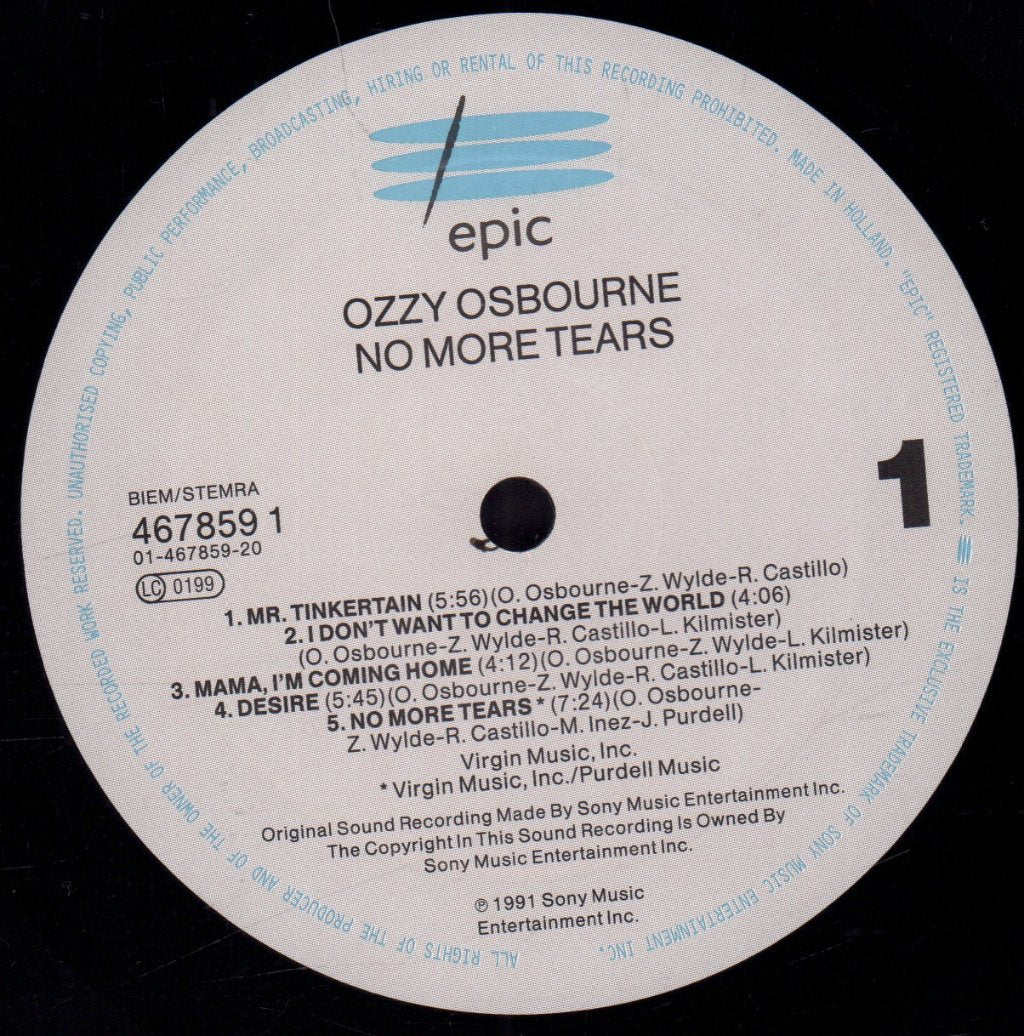 epic
OZZY OSBOURNE
NO MORE TEARS
1
BIEM/STEMRA
467859 1
01-467859-20
LC 0199
1. MR. TINKERTAIN (5:56)(O. Osbourne-Z. Wylde-R. Castillo)
2. I DON'T WANT TO CHANGE THE WORLD (4:06)
(O. Osbourne-Z. Wylde-R. Castillo-L. Kilmister)
3. MAMA, I'M COMING HOME (4:12)(O. Osbourne-Z. Wylde-L. Kilmister)
4. DESIRE (5:45)(O. Osbourne-Z. Wylde-R. Castillo-L. Kilmister)
5. NO MORE TEARS* (7:24)(O. Osbourne-
Z. Wylde-R. Castillo-M. Inez-J. Purdell)
Virgin Music, Inc.
* Virgin Music, Inc./Purdell Music
Original Sound Recording Made By Sony Music Entertainment Inc.
The Copyright In This Sound Recording Is Owned By
Sony Music Entertainment Inc.
℗ 1991 Sony Music
Entertainment Inc.
ALL RIGHTS OF THE PRODUCER AND OF THE OWNER OF THE RECORDED WORK RESERVED. UNAUTHORISED COPYING, PUBLIC PERFORMANCE, BROADCASTING, HIRING OR RENTAL OF THIS RECORDING PROHIBITED. MADE IN HOLLAND. "EPIC" REGISTERED TRADEMARK. IS THE EXCLUSIVE TRADEMARK OF SONY MUSIC ENTERTAINMENT INC.